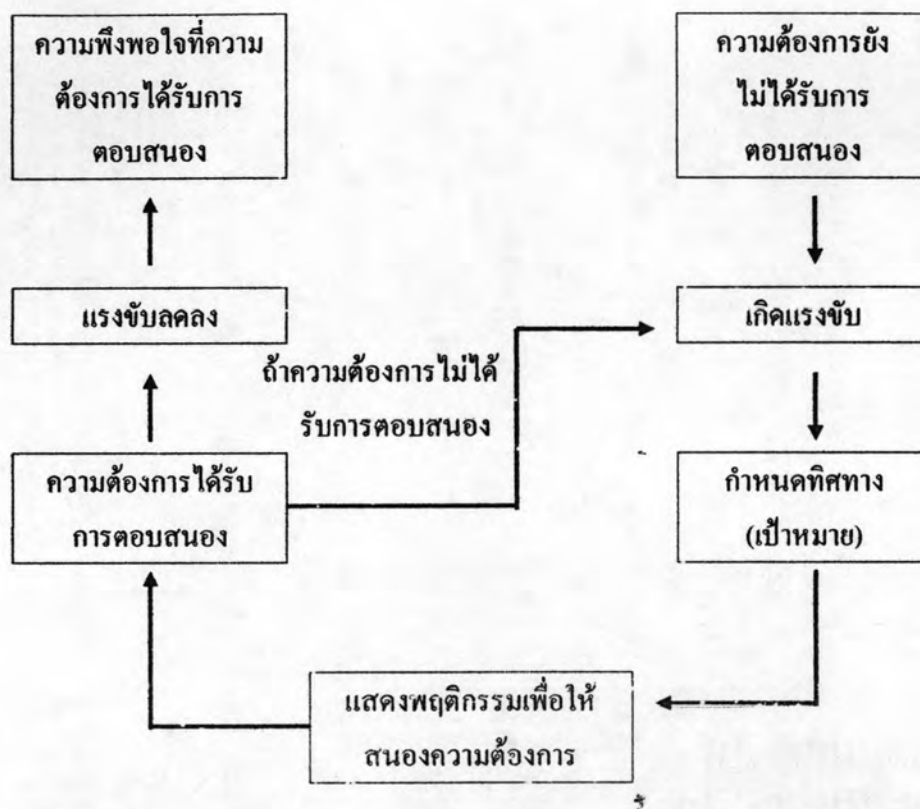 ความพึงพอใจที่ความ
ต้องการได้รับการ
ตอบสนอง
ความต้องการยัง
ไม่ได้รับการ
ตอบสนอง
แรงขับลดลง
เกิดแรงขับ
ถ้าความต้องการไม่ได้
รับการตอบสนอง
ความต้องการได้รับ
การตอบสนอง
กำหนดทิศทาง
(เป้าหมาย)
แสดงพฤติกรรมเพื่อให้
สนองความต้องการ